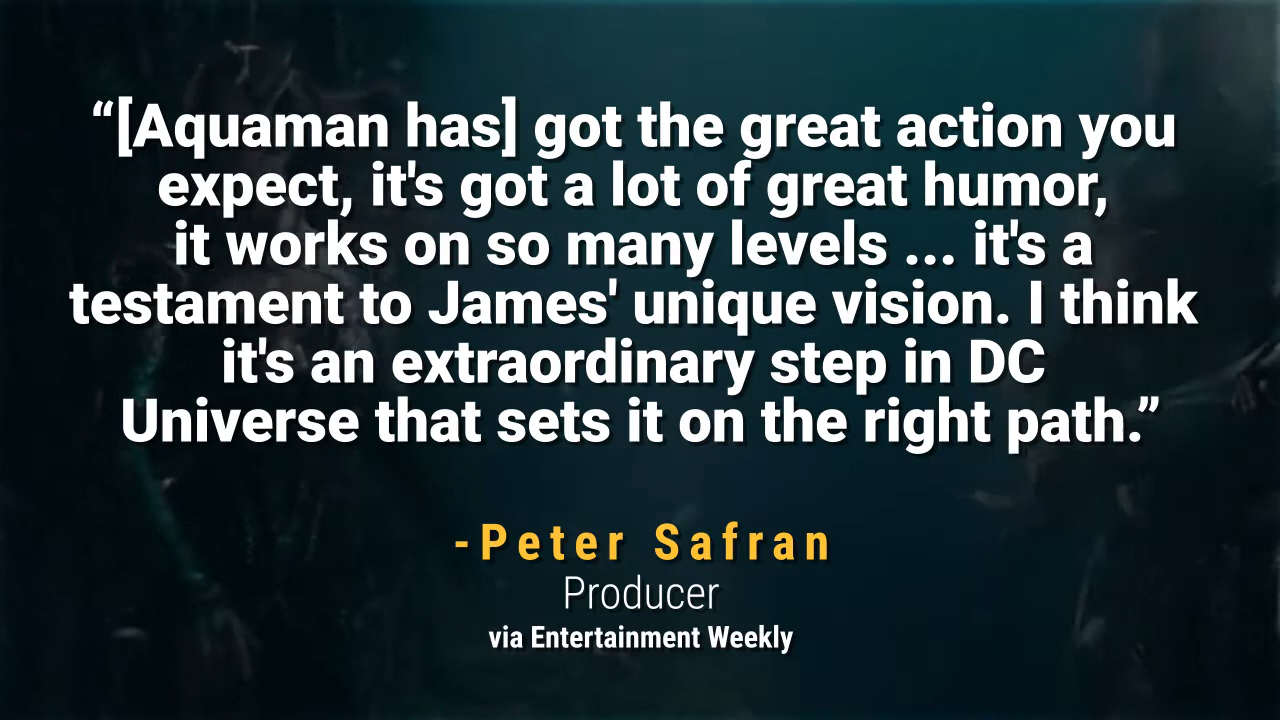 “[Aquaman has] got the great action you
expect, it's got a lot of great humor,
it works on so many levels ... it's a
testament to James' unique vision. I think
it's an extraordinary step in DC
Universe that sets it on the right path.”
-Peter Safran
Producer
via Entertainment Weekly